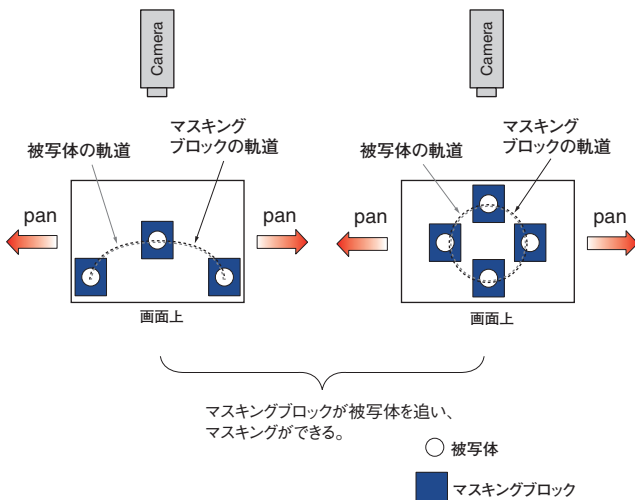 Camera
被写体の軌道
マスキング
ブロックの軌道
pan
pan
画面上
Camera
被写体の軌道
マスキング
ブロックの軌道
pan
pan
画面上
マスキングブロックが被写体を追い、
マスキングができる。
被写体
マスキングブロック